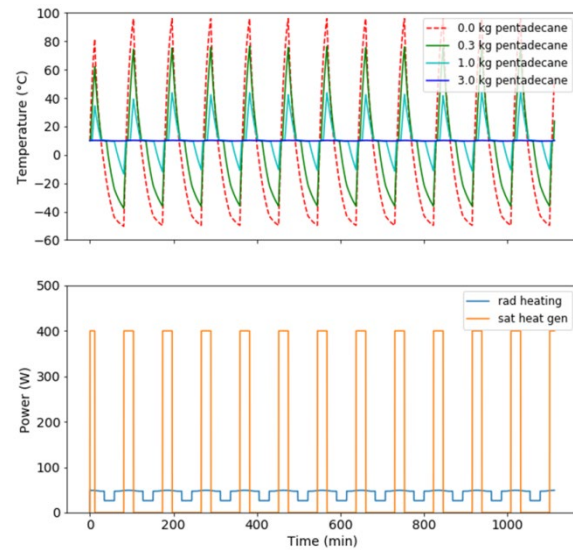 100
80
60
40
20
0
−20
−40
−60
Temperature (°C)
0.0 kg pentadecane
0.3 kg pentadecane
1.0 kg pentadecane
3.0 kg pentadecane
500
400
300
200
100
0
Power (W)
rad heating
sat heat gen
0 200 400 600 800 1000
Time (min)